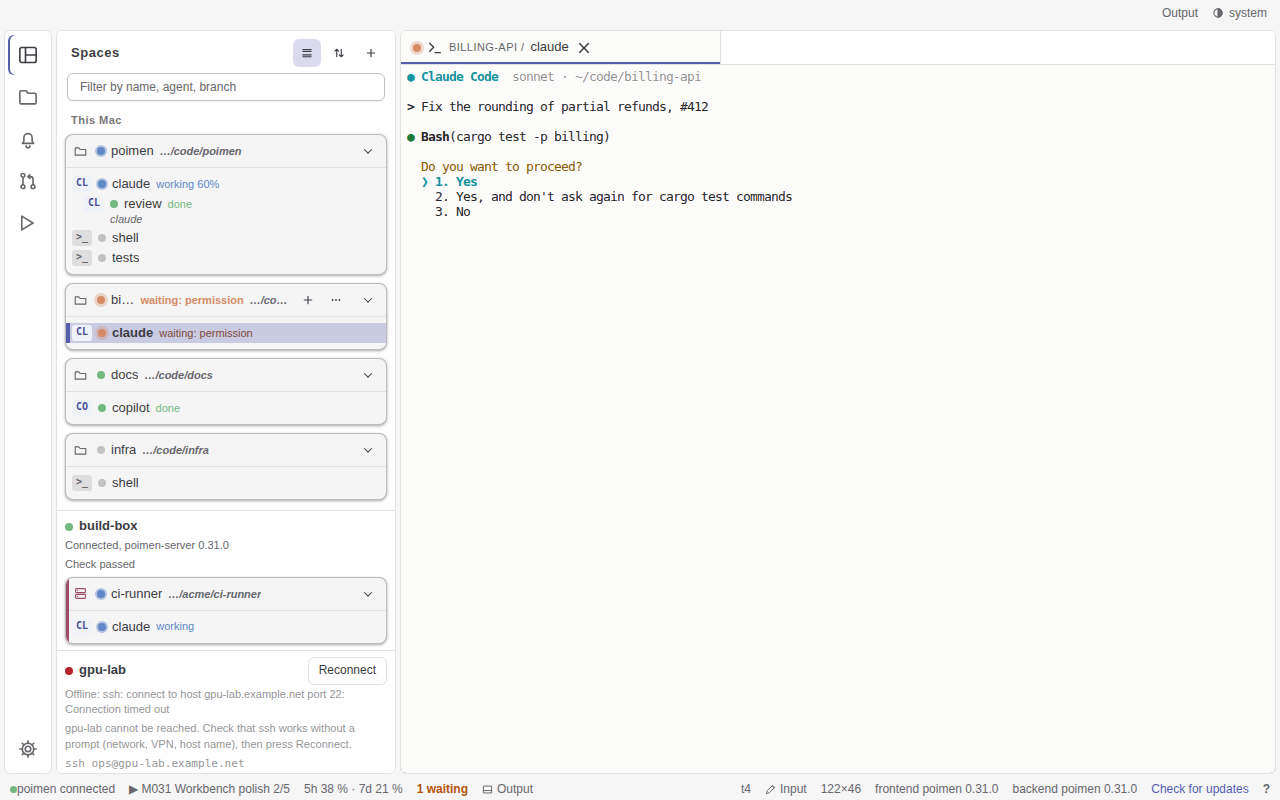 Output system
Spaces
Filter by name, agent, branch
This Mac
poimen …/code/poimen
CL claude working 60%
CL review done
claude
>_ shell
>_ tests
bi… waiting: permission …/co…
CL claude waiting: permission
docs …/code/docs
CO copilot done
infra …/code/infra
>_ shell
build-box
Connected, poimen-server 0.31.0
Check passed
ci-runner …/acme/ci-runner
CL claude working
gpu-lab Reconnect
Offline: ssh: connect to host gpu-lab.example.net port 22:
Connection timed out
gpu-lab cannot be reached. Check that ssh works without a
prompt (network, VPN, host name), then press Reconnect.
ssh ops@gpu-lab.example.net
BILLING-API / claude
● Claude Code sonnet · ~/code/billing-api
> Fix the rounding of partial refunds, #412
● Bash(cargo test -p billing)
Do you want to proceed?
❯ 1. Yes
2. Yes, and don't ask again for cargo test commands
3. No
poimen connected ▶ M031 Workbench polish 2/5 5h 38 % · 7d 21 % 1 waiting Output t4 Input 122×46 frontend poimen 0.31.0 backend poimen 0.31.0 Check for updates ?